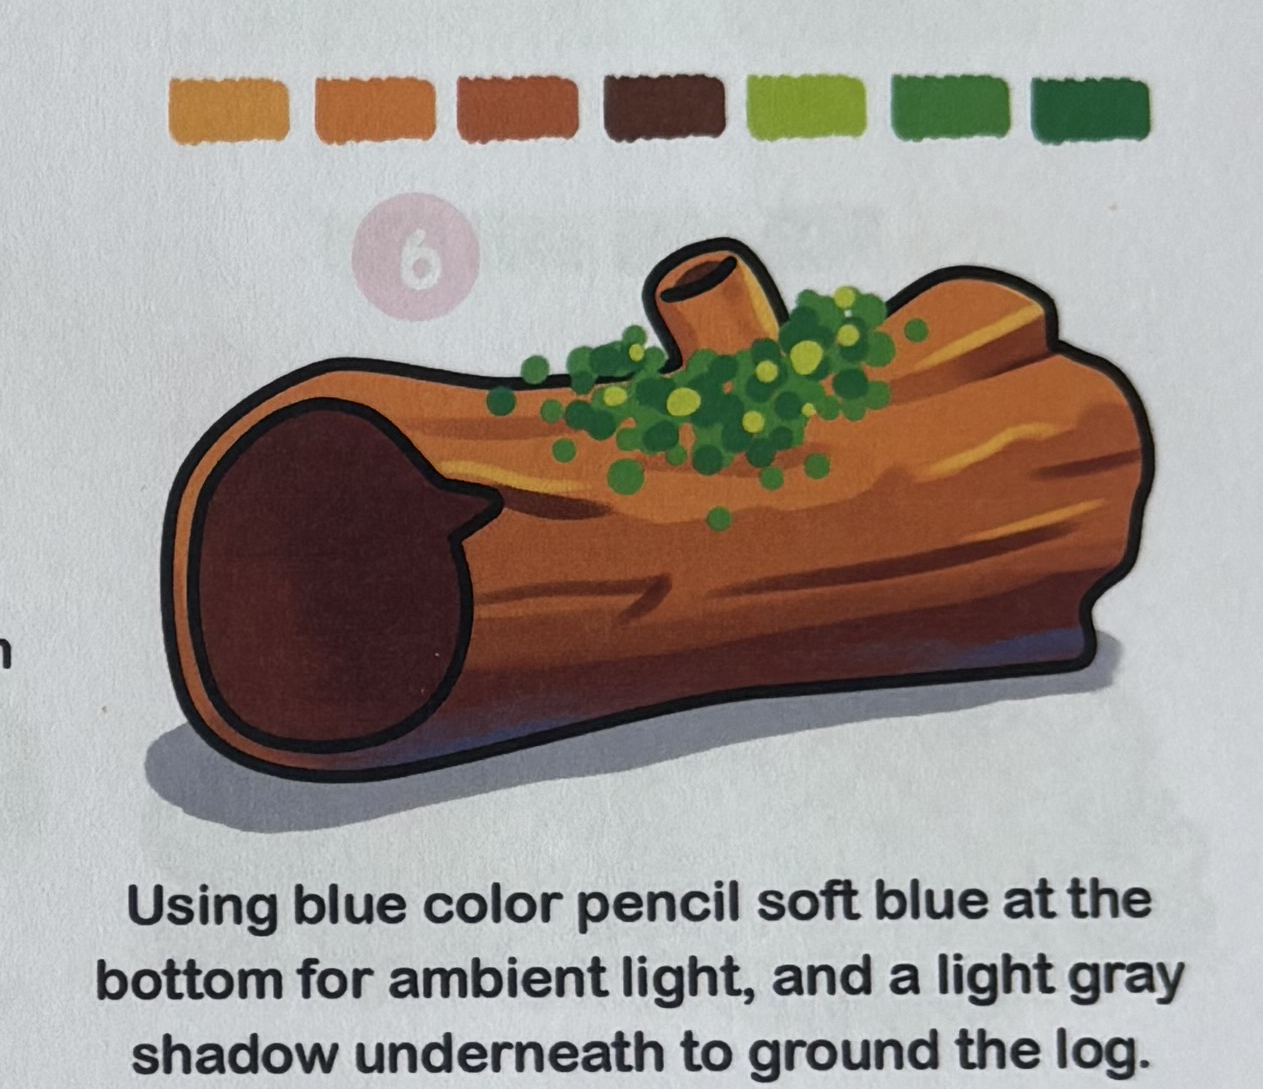 6
n
Using blue color pencil soft blue at the
bottom for ambient light, and a light gray
shadow underneath to ground the log.